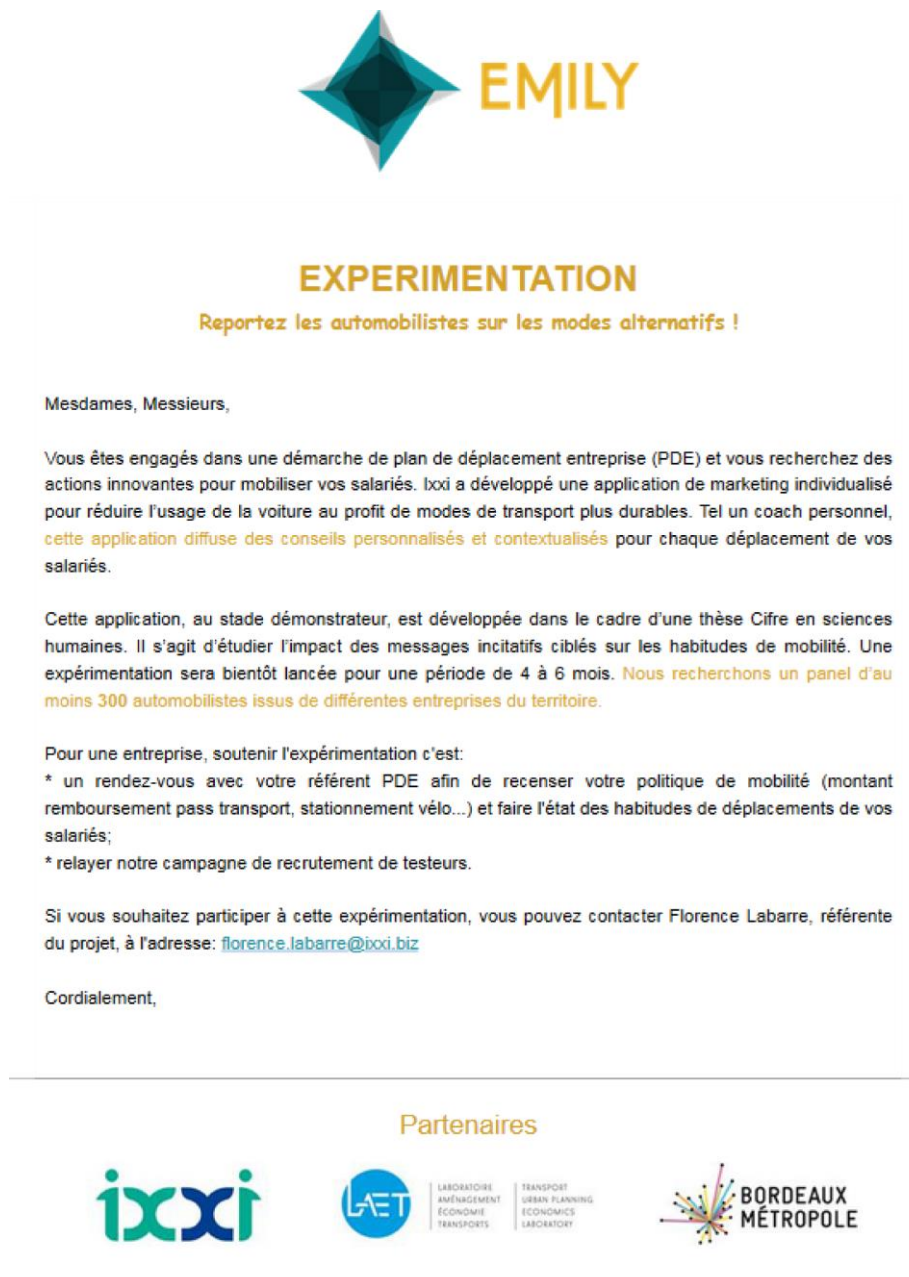 EMILY
EXPERIMENTATION
Reportez les automobilistes sur les modes alternatifs !
Mesdames, Messieurs,
Vous êtes engagés dans une démarche de plan de déplacement entreprise (PDE) et vous recherchez des
actions innovantes pour mobiliser vos salariés. Ixxi a développé une application de marketing individualisé
pour réduire l'usage de la voiture au profit de modes de transport plus durables. Tel un coach personnel,
cette application diffuse des conseils personnalisés et contextualisés pour chaque déplacement de vos
salariés.
Cette application, au stade démonstrateur, est développée dans le cadre d'une thèse Cifre en sciences
humaines. Il s'agit d'étudier l'impact des messages incitatifs ciblés sur les habitudes de mobilité. Une
expérimentation sera bientôt lancée pour une période de 4 à 6 mois. Nous recherchons un panel d'au
moins 300 automobilistes issus de différentes entreprises du territoire.
Pour une entreprise, soutenir l'expérimentation c'est:
* un rendez-vous avec votre référent PDE afin de recenser votre politique de mobilité (montant
remboursement pass transport, stationnement vélo...) et faire l'état des habitudes de déplacements de vos
salariés;
* relayer notre campagne de recrutement de testeurs.
Si vous souhaitez participer à cette expérimentation, vous pouvez contacter Florence Labarre, référente
du projet, à l'adresse: florence.labarre@ixxi.biz
Cordialement,
Partenaires
ixxi
LAET
LABORATOIRE
AMÉNAGEMENT
ÉCONOMIE
TRANSPORTS
TRANSPORT
URBAN PLANNING
ECONOMICS
LABORATORY
BORDEAUX
MÉTROPOLE